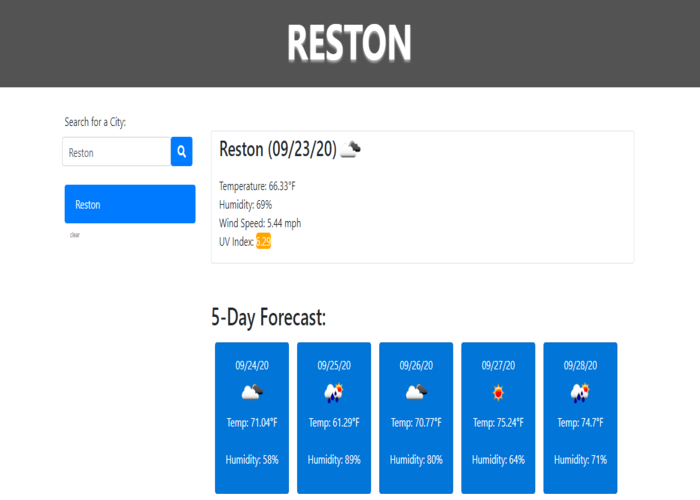 RESTON
Search for a City:
Reston
Reston
clear
Reston (09/23/20)
Temperature: 66.33°F
Humidity: 69%
Wind Speed: 5.44 mph
UV Index: 5.29
5-Day Forecast:
09/24/20
Temp: 71.04°F
Humidity: 58%
09/25/20
Temp: 61.29°F
Humidity: 89%
09/26/20
Temp: 70.77°F
Humidity: 80%
09/27/20
Temp: 75.24°F
Humidity: 64%
09/28/20
Temp: 74.7°F
Humidity: 71%